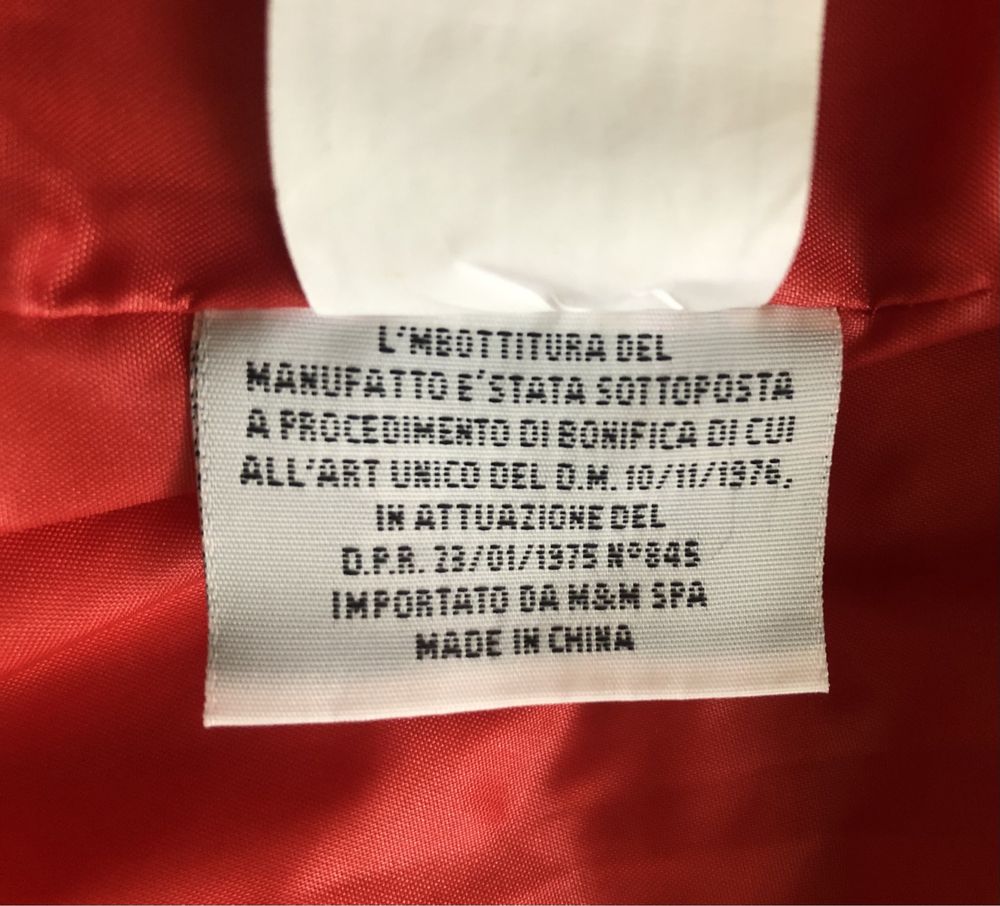 L'MBOTTITURA DEL
MANUFATTO E'STATA SOTTOPOSTA
A PROCEDIMENTO DI BONIFICA DI CUI
ALL'ART UNICO DEL D.M. 10/11/1976,
IN ATTUAZIONE DEL
D.P.R. 23/01/1975 Nº845
IMPORTATO DA M&M SPA
MADE IN CHINA